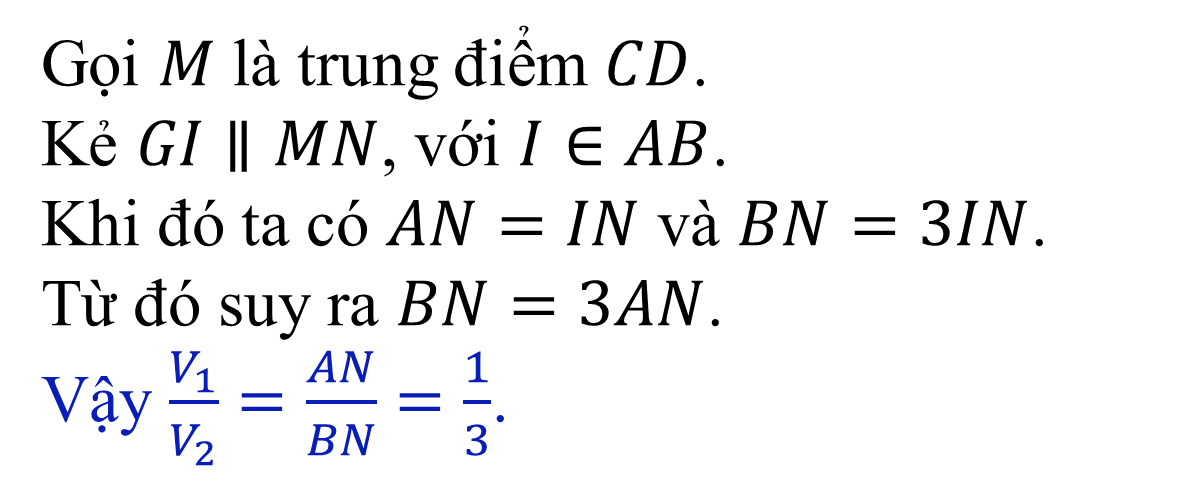 Gọi M là trung điểm CD.
Kẻ GI ∥ MN, với I ∈ AB.
Khi đó ta có AN = IN và BN = 3IN.
Từ đó suy ra BN = 3AN.
Vậy V₁/V₂ = AN/BN = 1/3.